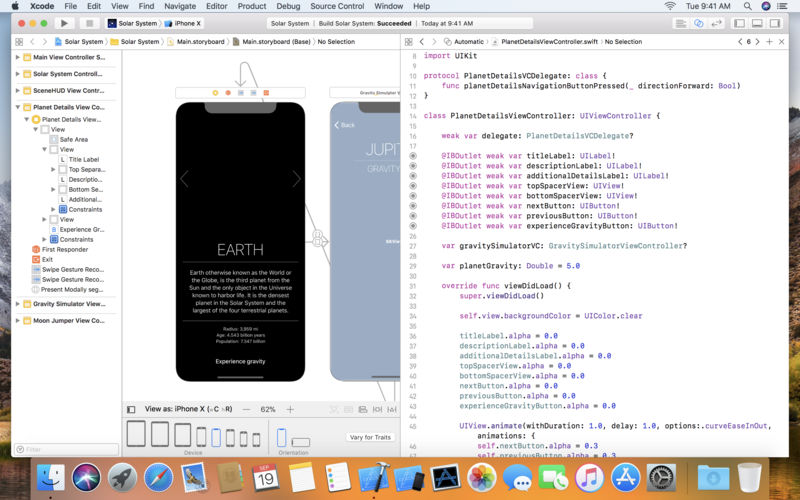 Xcode File Edit View Find Navigate Editor Product Debug Source Control Window Help
Tue 9:41 AM
Solar System iPhone X
Solar System Build Solar System: Succeeded Today at 9:41 AM
Solar System Solar System Main.storyboard Main.storyboard (Base) No Selection
Automatic PlanetDetailsViewController.swift No Selection
6
Main View Controller S...
Solar System Control...
SceneHUD View Contr...
Planet Details View Co...
Planet Details View...
View
Safe Area
View
L Title Label
Top Separa...
L Descriptio...
Bottom Se...
L Additional...
Constraints
View
B Experience Gr...
Constraints
First Responder
Exit
Swipe Gesture Reco...
Swipe Gesture Reco...
Present Modally seg...
Gravity Simulator View...
Moon Jumper View Co...
Filter
EARTH
Earth otherwise known as the World or
the Globe, is the third planet from the
Sun and the only object in the Universe
known to harbor life. It is the densest
planet in the Solar System and the
largest of the four terrestrial planets.
Radius: 3,959 mi
Age: 4.543 billion years
Population: 7.547 billion
Experience gravity
Gravity Simulator V
Back
JUPIT
GRAVITY
View as: iPhone X (wC hR)
62%
Device
Orientation
Vary for Traits
8 import UIKit
9
10 protocol PlanetDetailsVCDelegate: class {
11 func planetDetailsNavigationButtonPressed(_ directionForward: Bool)
12 }
13
14 class PlanetDetailsViewController: UIViewController {
15
16 weak var delegate: PlanetDetailsVCDelegate?
17
@IBOutlet weak var titleLabel: UILabel!
@IBOutlet weak var descriptionLabel: UILabel!
@IBOutlet weak var additionalDetailsLabel: UILabel!
@IBOutlet weak var topSpacerView: UIView!
@IBOutlet weak var bottomSpacerView: UIView!
@IBOutlet weak var nextButton: UIButton!
@IBOutlet weak var previousButton: UIButton!
@IBOutlet weak var experienceGravityButton: UIButton!
26
27 var gravitySimulatorVC: GravitySimulatorViewController?
28
29 var planetGravity: Double = 5.0
30
31 override func viewDidLoad() {
32 super.viewDidLoad()
33
34 self.view.backgroundColor = UIColor.clear
35
36 titleLabel.alpha = 0.0
37 descriptionLabel.alpha = 0.0
38 additionalDetailsLabel.alpha = 0.0
39 topSpacerView.alpha = 0.0
40 bottomSpacerView.alpha = 0.0
41 nextButton.alpha = 0.0
42 previousButton.alpha = 0.0
43 experienceGravityButton.alpha = 0.0
44
45 UIView.animate(withDuration: 1.0, delay: 1.0, options:.curveEaseInOut,
animations: {
46 self.nextButton.alpha = 0.3
self.previousButton.alpha = 0.3
SEP
19